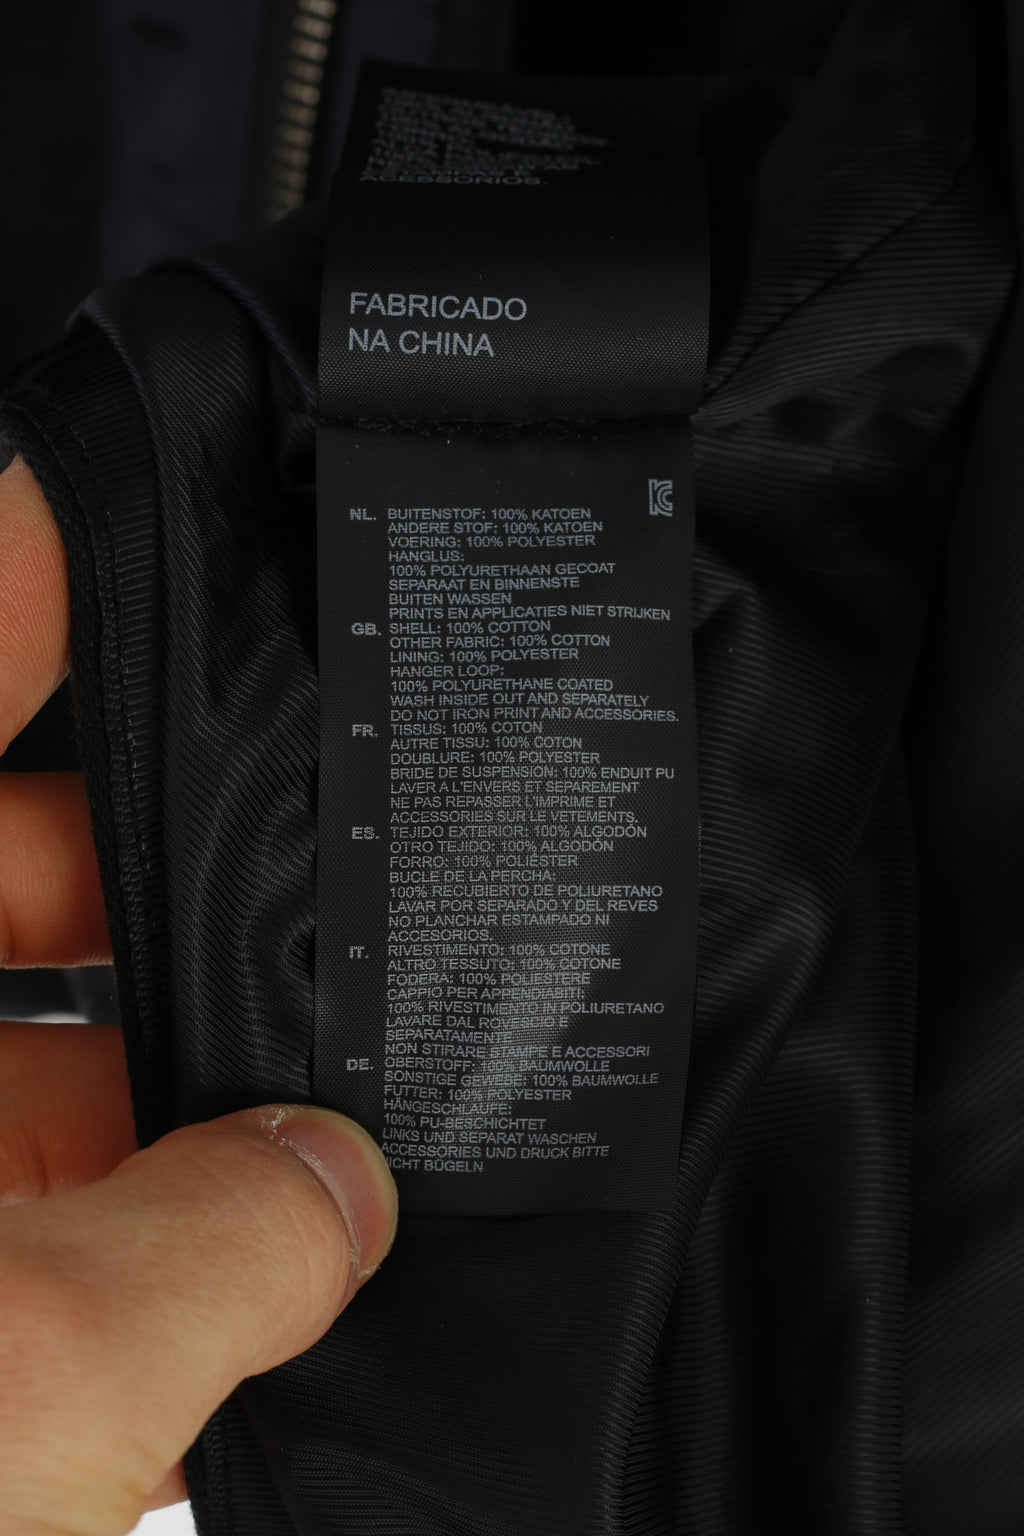 ACESSÓRIOS.
FABRICADO
NA CHINA
NL. BUITENSTOF: 100% KATOEN
ANDERE STOF: 100% KATOEN
VOERING: 100% POLYESTER
HANGLUS:
100% POLYURETHAAN GECOAT
SEPARAAT EN BINNENSTE
BUITEN WASSEN
PRINTS EN APPLICATIES NIET STRIJKEN
GB. SHELL: 100% COTTON
OTHER FABRIC: 100% COTTON
LINING: 100% POLYESTER
HANGER LOOP:
100% POLYURETHANE COATED
WASH INSIDE OUT AND SEPARATELY
DO NOT IRON PRINT AND ACCESSORIES.
FR. TISSUS: 100% COTON
AUTRE TISSU: 100% COTON
DOUBLURE: 100% POLYESTER
BRIDE DE SUSPENSION: 100% ENDUIT PU
LAVER A L'ENVERS ET SEPAREMENT
NE PAS REPASSER L'IMPRIME ET
ACCESSORIES SUR LE VETEMENTS.
ES. TEJIDO EXTERIOR: 100% ALGODÓN
OTRO TEJIDO: 100% ALGODÓN
FORRO: 100% POLIÉSTER
BUCLE DE LA PERCHA:
100% RECUBIERTO DE POLIURETANO
LAVAR POR SEPARADO Y DEL REVES
NO PLANCHAR ESTAMPADO NI
ACCESORIOS.
IT. RIVESTIMENTO: 100% COTONE
ALTRO TESSUTO: 100% COTONE
FODERA: 100% POLIESTERE
CAPPIO PER APPENDIABITI:
100% RIVESTIMENTO IN POLIURETANO
LAVARE DAL ROVESCIO E
SEPARATAMENTE
NON STIRARE STAMPE E ACCESSORI
DE. OBERSTOFF: 100% BAUMWOLLE
SONSTIGE GEWEBE: 100% BAUMWOLLE
FUTTER: 100% POLYESTER
HÄNGESCHLAUFE:
100% PU-BESCHICHTET
LINKS UND SEPARAT WASCHEN
ACCESSORIES UND DRUCK BITTE
NICHT BÜGELN